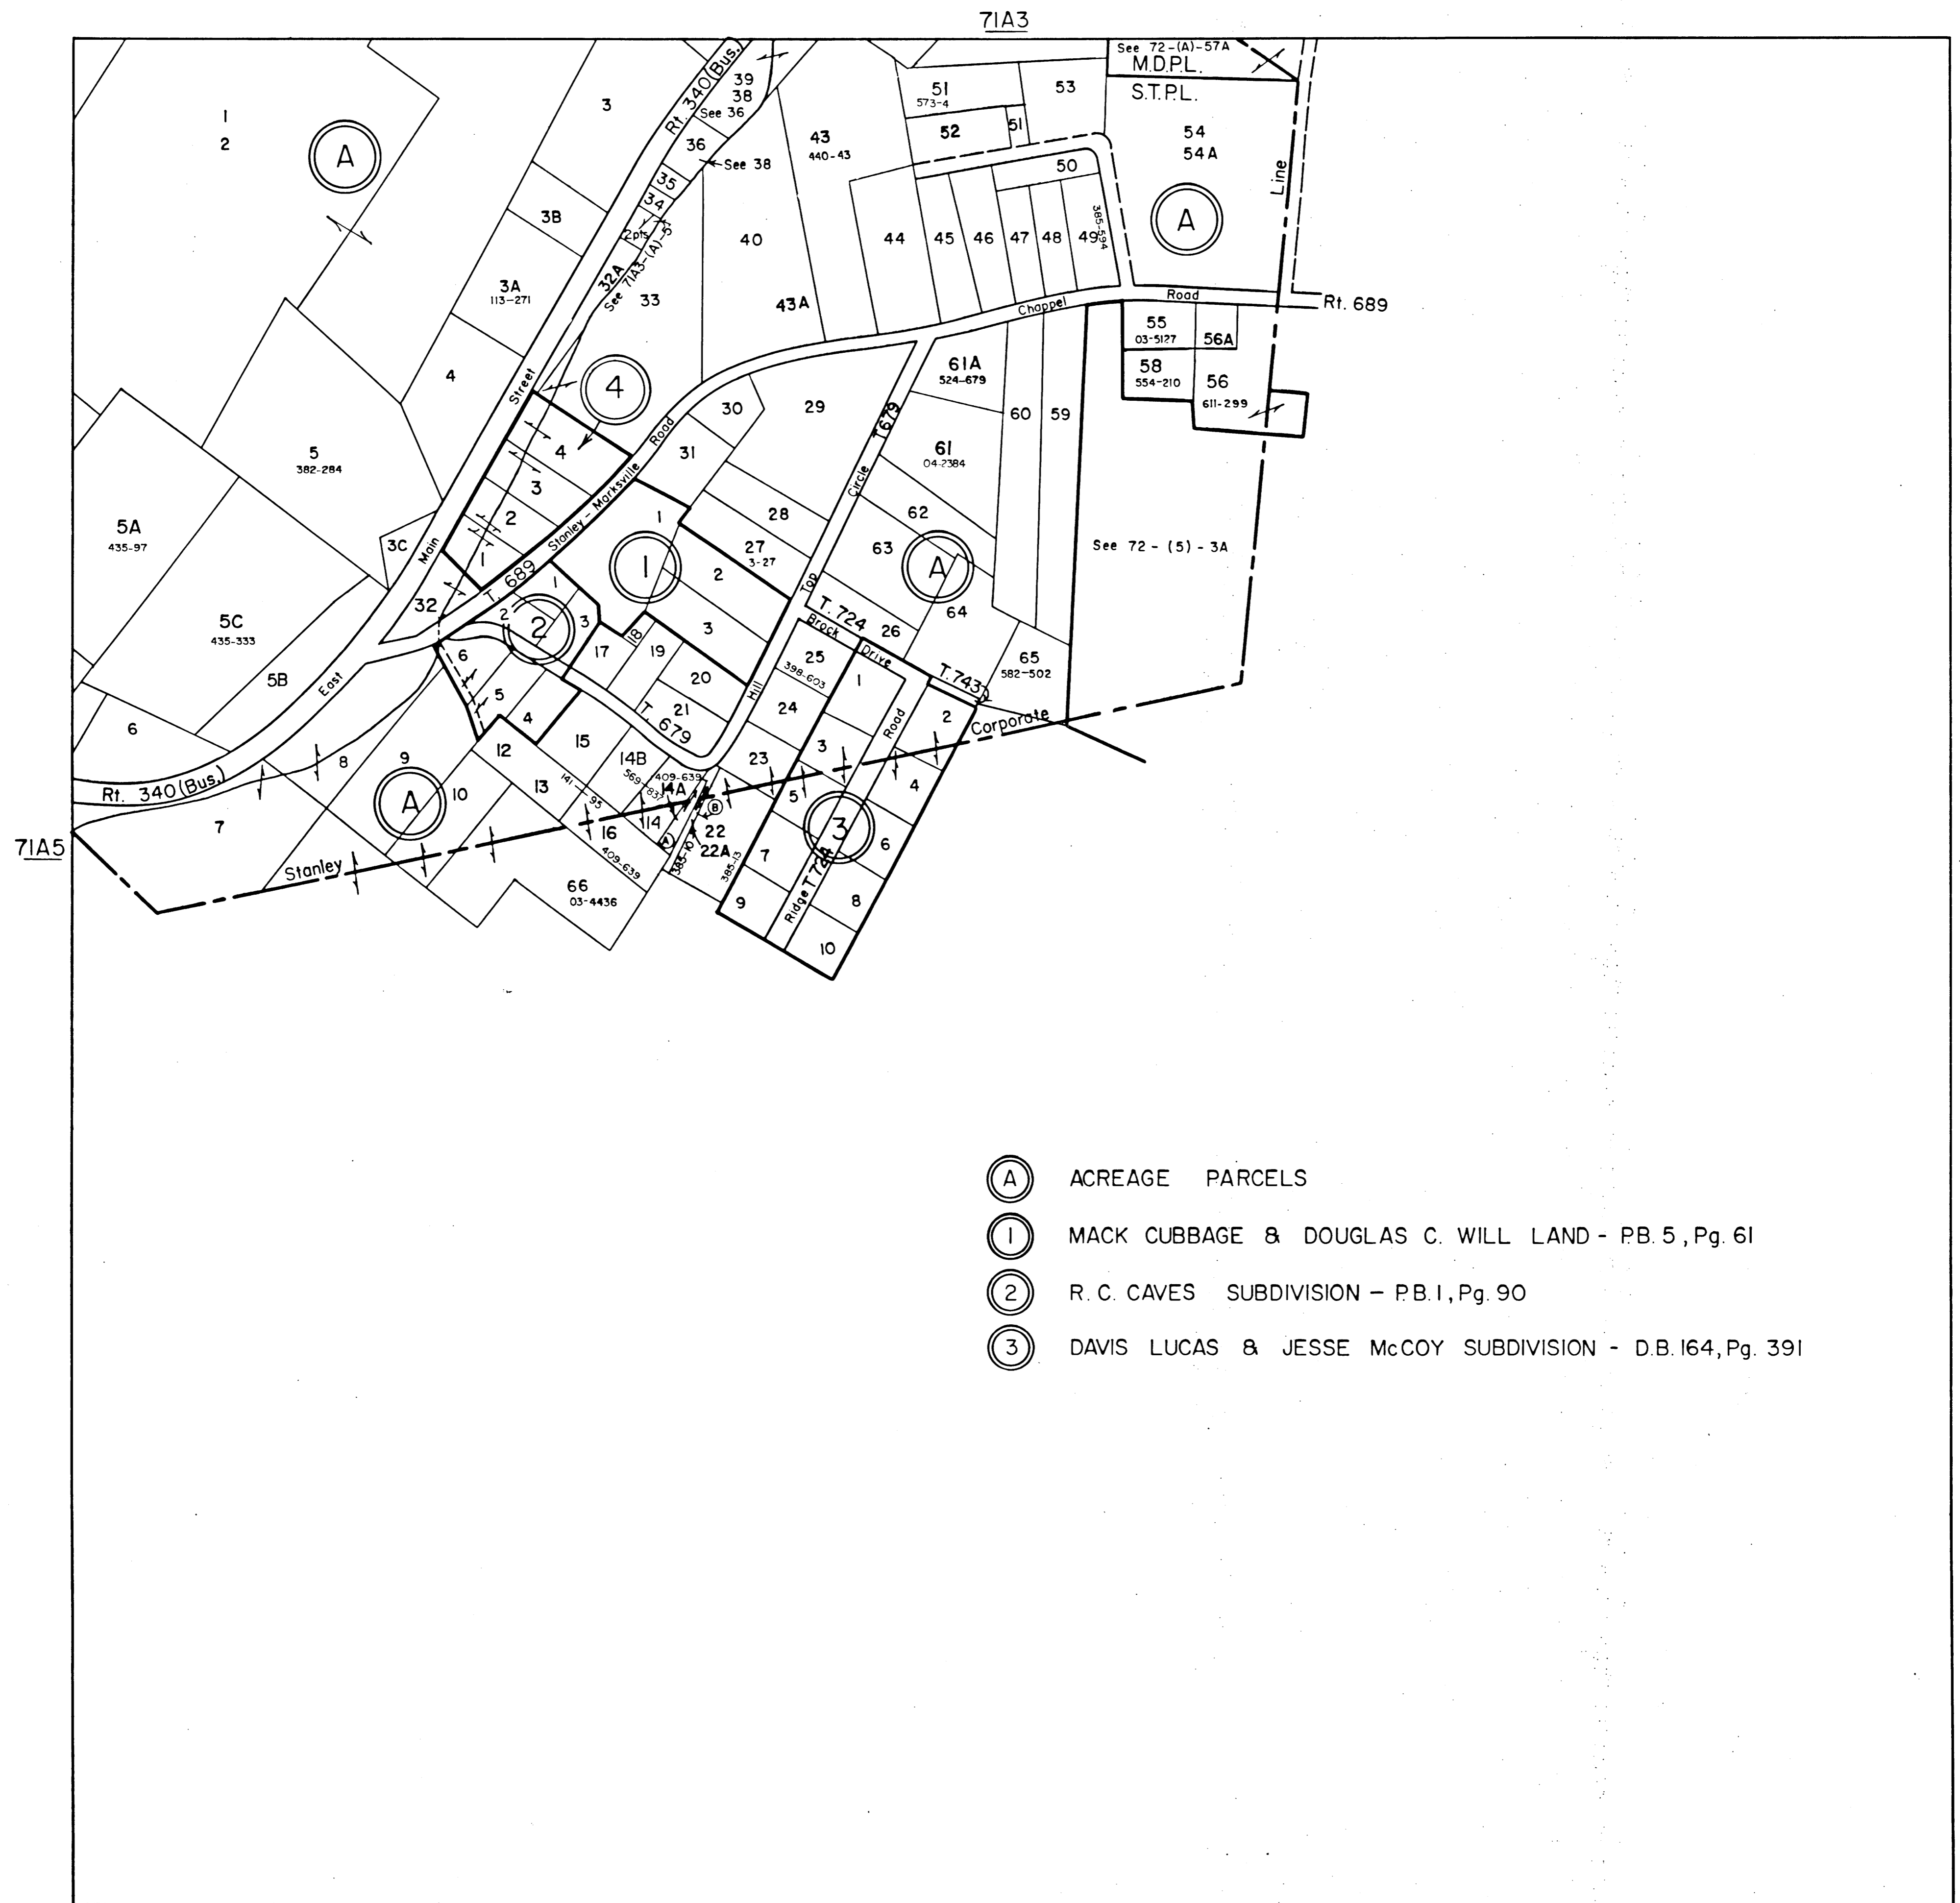 71A3
See 72-(A)-57A
M.D.P.L.
S.T.P.L.
Rt. 340 (Bus.)
39
38
See 36
36
See 38
35
34
2pts
32A
See 71A3-(A)-5
33
1
2
A
3
3B
3A
113-271
4
40
43
440-43
43A
51
573-4
53
52
51
50
44
45
46
47
48
49
385-594
54
54A
A
Line
Chappel
Road
Rt. 689
55
03-5127
56A
58
554-210
56
611-299
61A
524-679
60
59
61
04-2384
62
63
A
64
26
65
582-502
See 72-(5)-3A
4
4
3
2
1
Street
Main
East
Stanley - Marksville
Road
T. 689
30
31
29
28
27
3-27
1
1
2
3
Circle
T679
Top
Hill
5
382-284
5A
435-97
5C
435-333
5B
3C
32
6
Rt. 340 (Bus.)
7
8
9
A
10
1
2
2
3
6
5
4
17
18
19
20
21
T. 679
12
13
15
14B
569-837
409-639
14A
141-95
14
16
409-639
A
B
22
22A
385-10
385-13
66
03-4436
T. 724
Brock
Drive
T.743
25
398-603
24
23
1
2
3
4
5
3
6
7
8
9
10
Road
Ridge
T724
Stanley
Corporate
71A5
A ACREAGE PARCELS
1 MACK CUBBAGE & DOUGLAS C. WILL LAND - P.B. 5, Pg. 61
2 R. C. CAVES SUBDIVISION - P.B. 1, Pg. 90
3 DAVIS LUCAS & JESSE McCOY SUBDIVISION - D.B. 164, Pg. 391